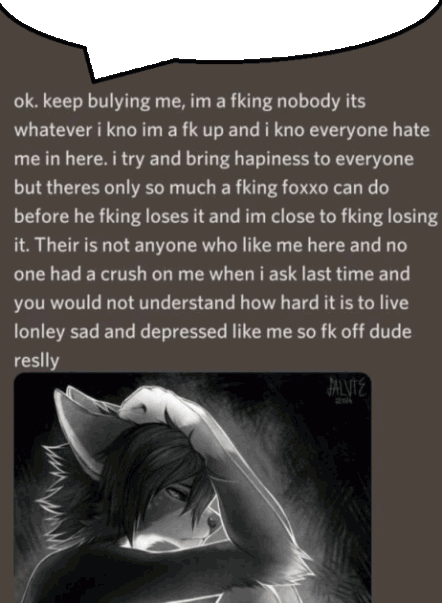 ok. keep bulying me, im a fking nobody its
whatever i kno im a fk up and i kno everyone hate
me in here. i try and bring hapiness to everyone
but theres only so much a fking foxxo can do
before he fking loses it and im close to fking losing
it. Their is not anyone who like me here and no
one had a crush on me when i ask last time and
you would not understand how hard it is to live
lonley sad and depressed like me so fk off dude
reslly